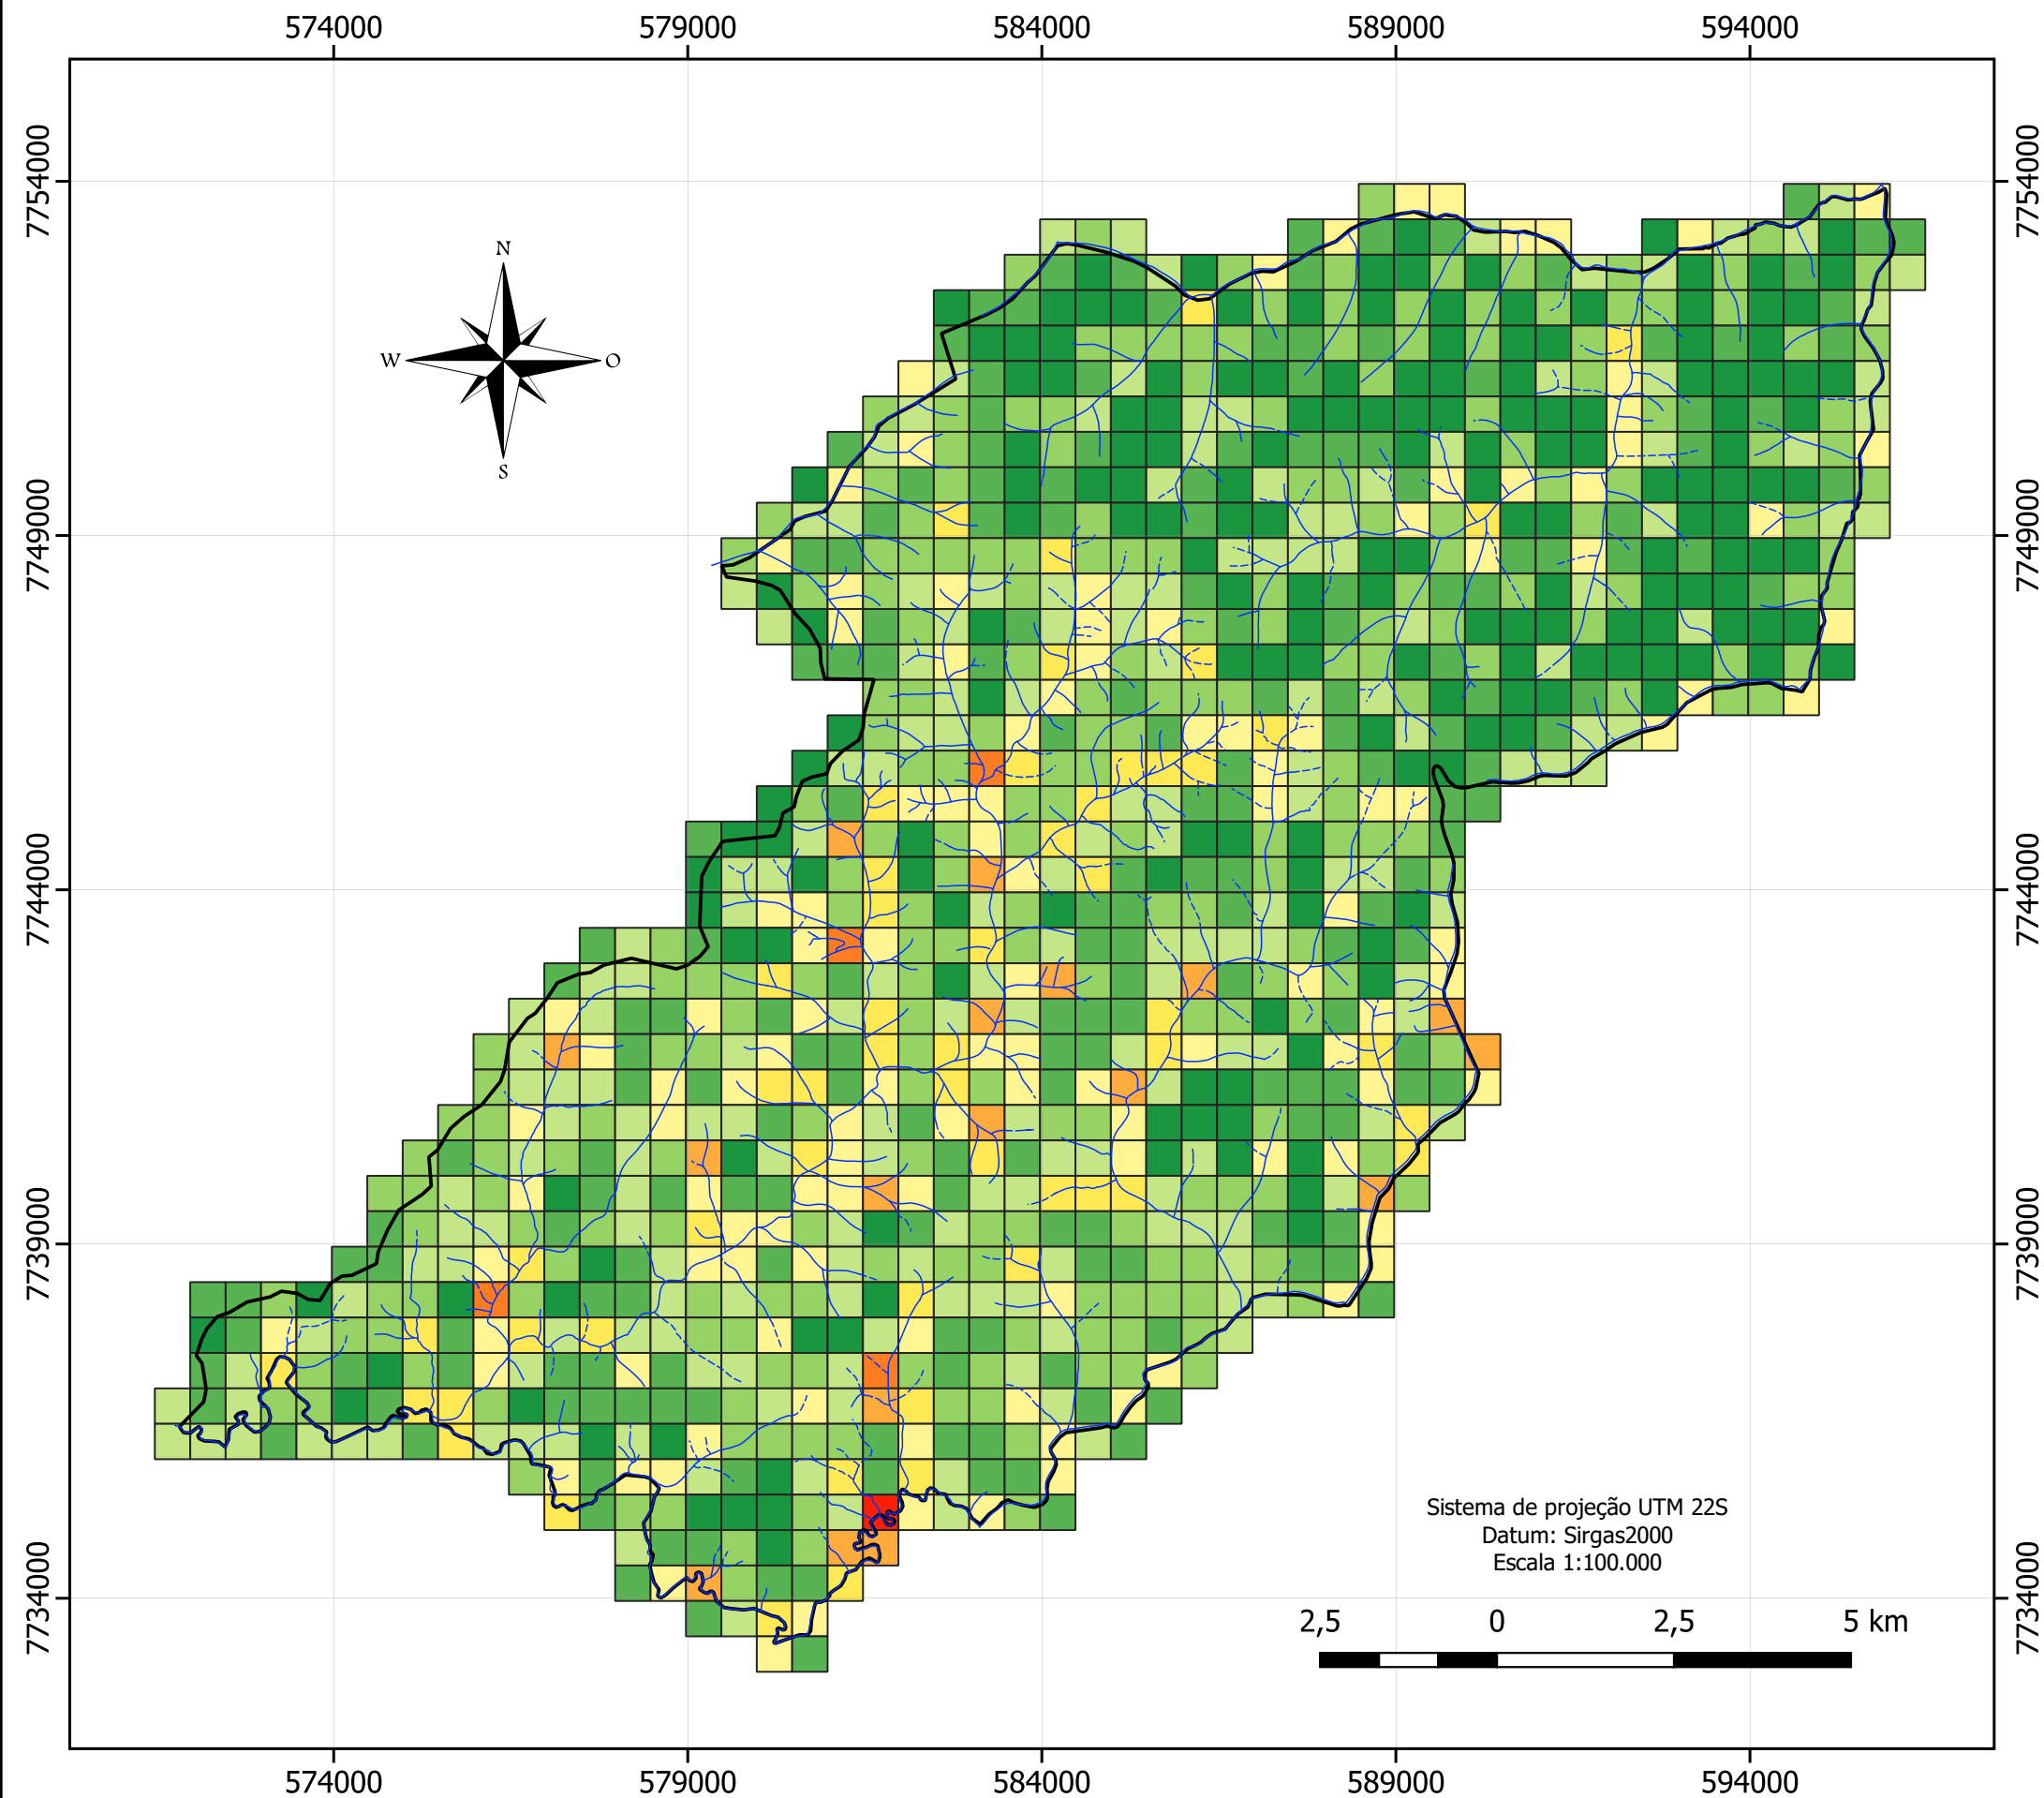 574000 579000 584000 589000 594000
7754000 7754000
N
W O
S
7749000 7749000
7744000 7744000
7739000 7739000
Sistema de projeção UTM 22S
Datum: Sirgas2000
Escala 1:100.000
7734000 7734000
2,5 0 2,5 5 km
574000 579000 584000 589000 594000